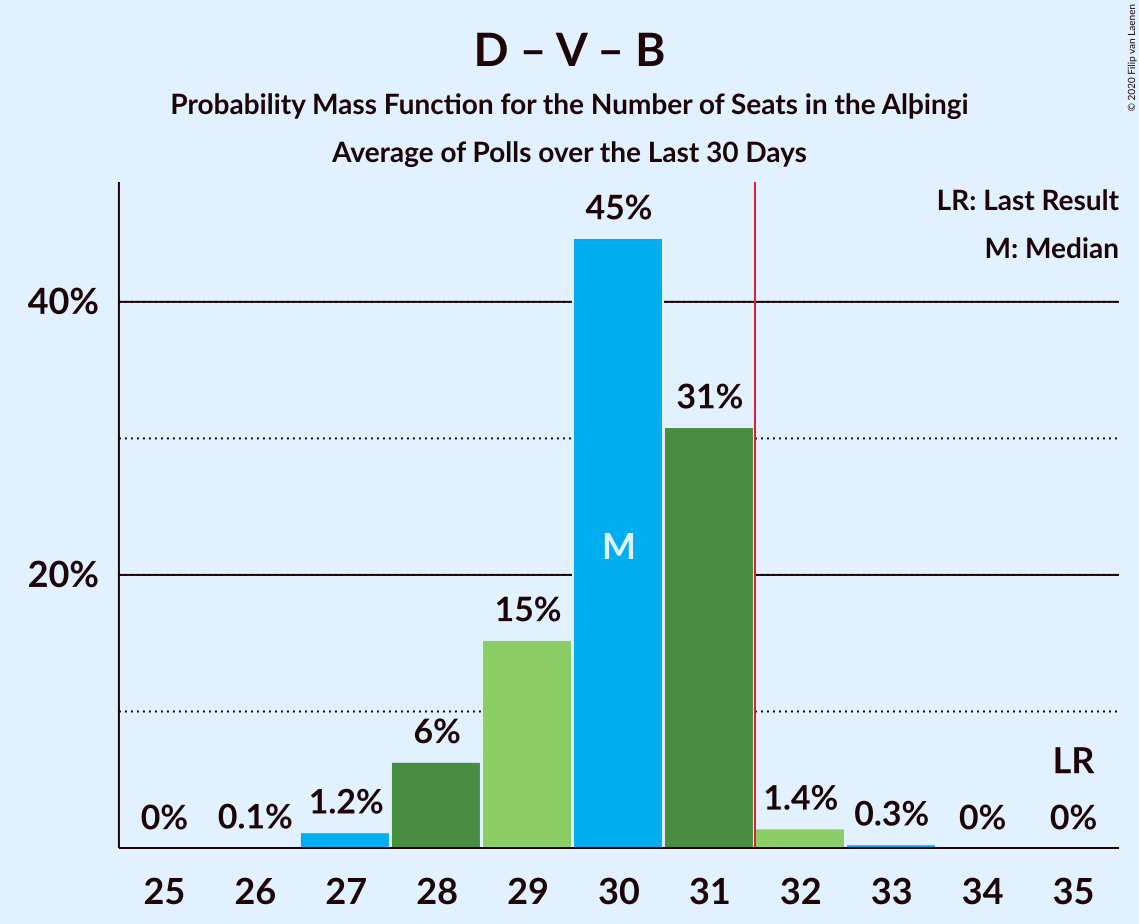 D – V – B
Probability Mass Function for the Number of Seats in the Alþingi
Average of Polls over the Last 30 Days
© 2020 Filip van Laenen
LR: Last Result
M: Median
45%
40%
31%
M
20%
15%
6%
LR
0% 0.1% 1.2% 1.4% 0.3% 0% 0%
25 26 27 28 29 30 31 32 33 34 35